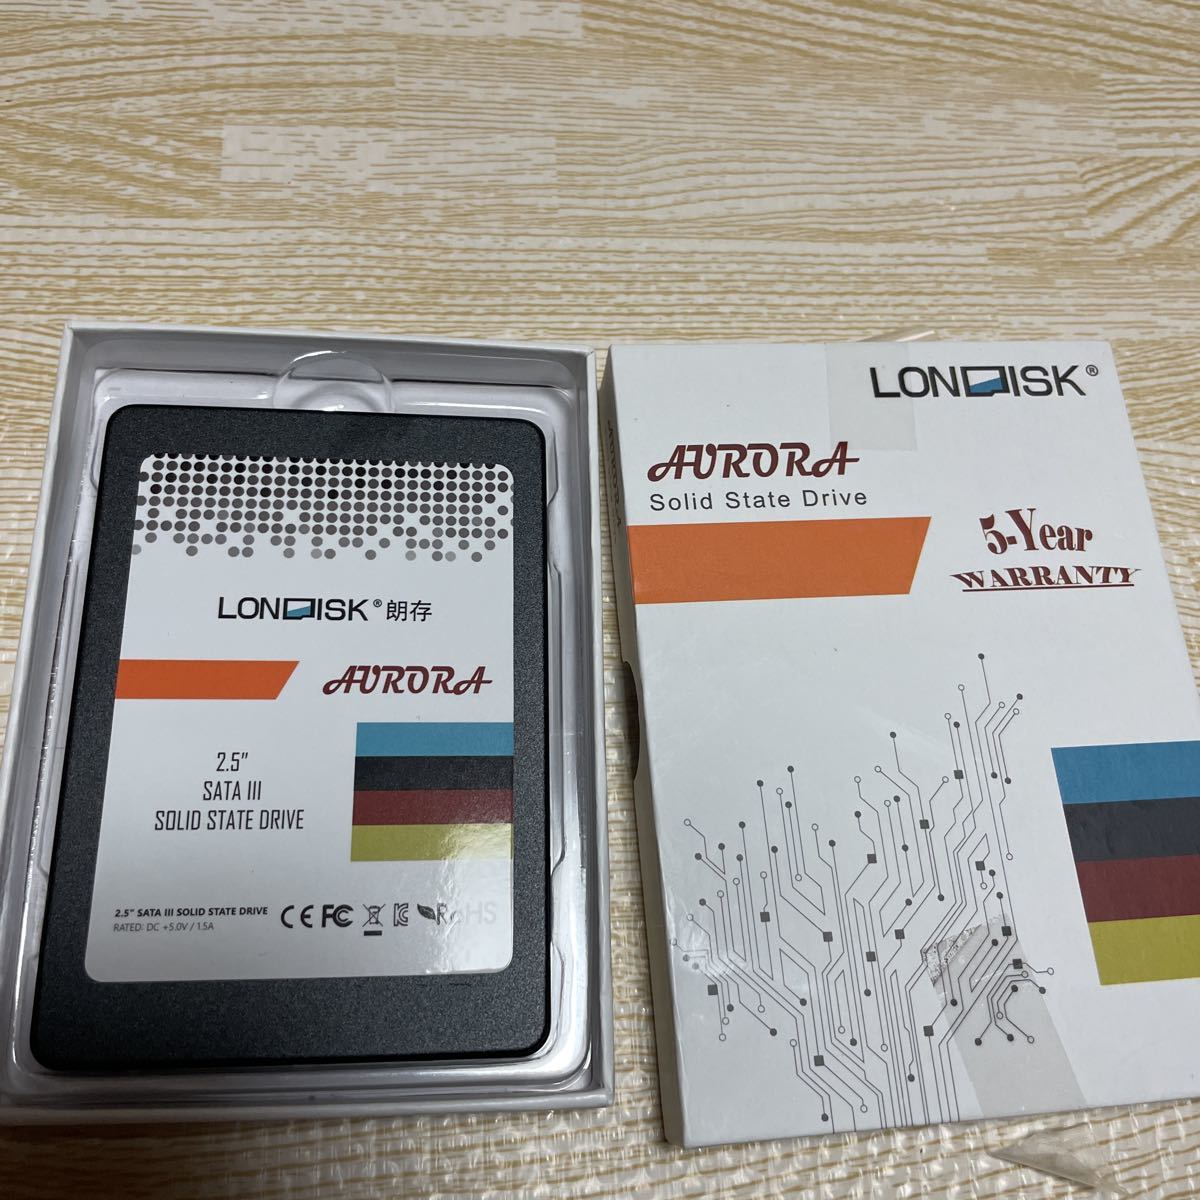 LONDISK® 朗存
AURORA
2.5"
SATA III
SOLID STATE DRIVE
2.5" SATA III SOLID STATE DRIVE
RATED: DC +5.0V / 1.5A
CE FC RoHS
LONDISK®
AURORA
Solid State Drive
5-Year
WARRANTY
AURORA